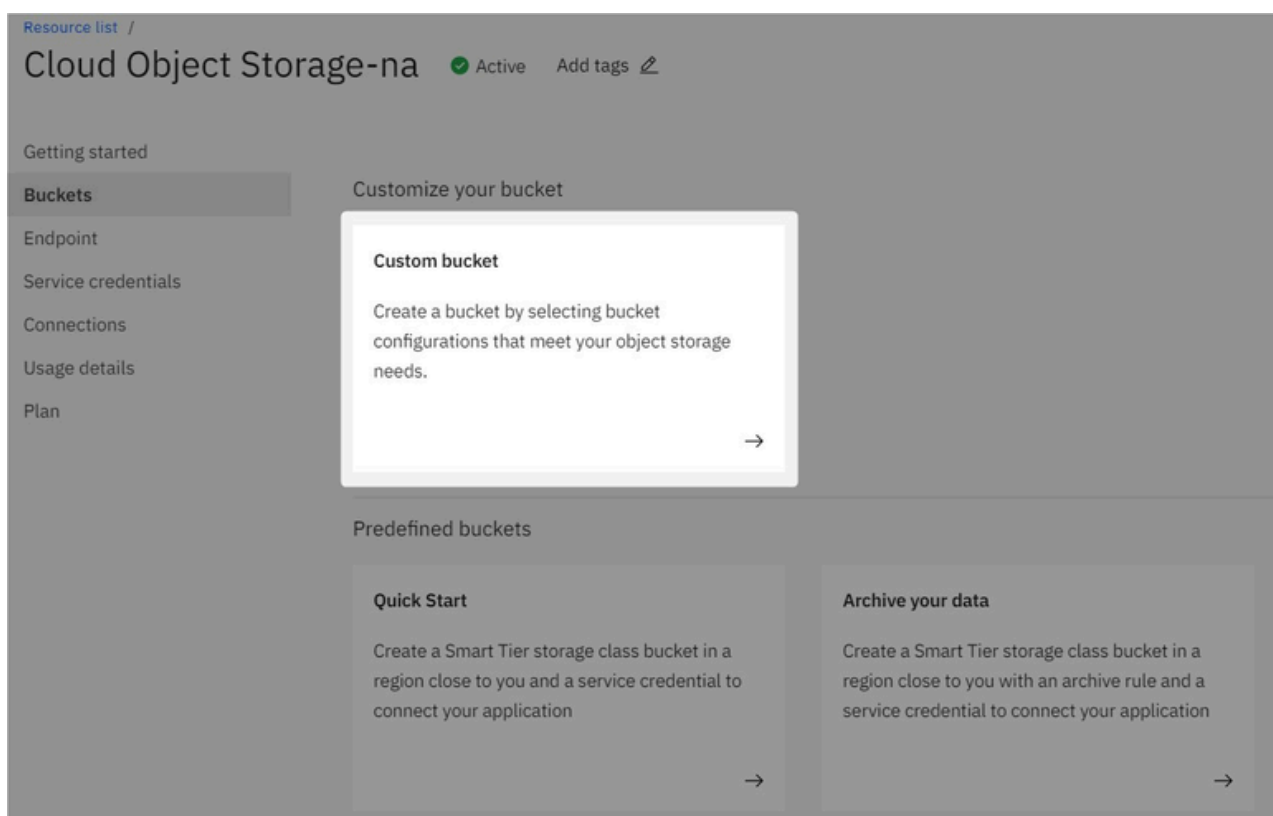 Resource list /
Cloud Object Storage-na Active Add tags
Getting started
Buckets
Endpoint
Service credentials
Connections
Usage details
Plan
Customize your bucket
Custom bucket
Create a bucket by selecting bucket
configurations that meet your object storage
needs.
Predefined buckets
Quick Start
Create a Smart Tier storage class bucket in a
region close to you and a service credential to
connect your application
Archive your data
Create a Smart Tier storage class bucket in a
region close to you with an archive rule and a
service credential to connect your application